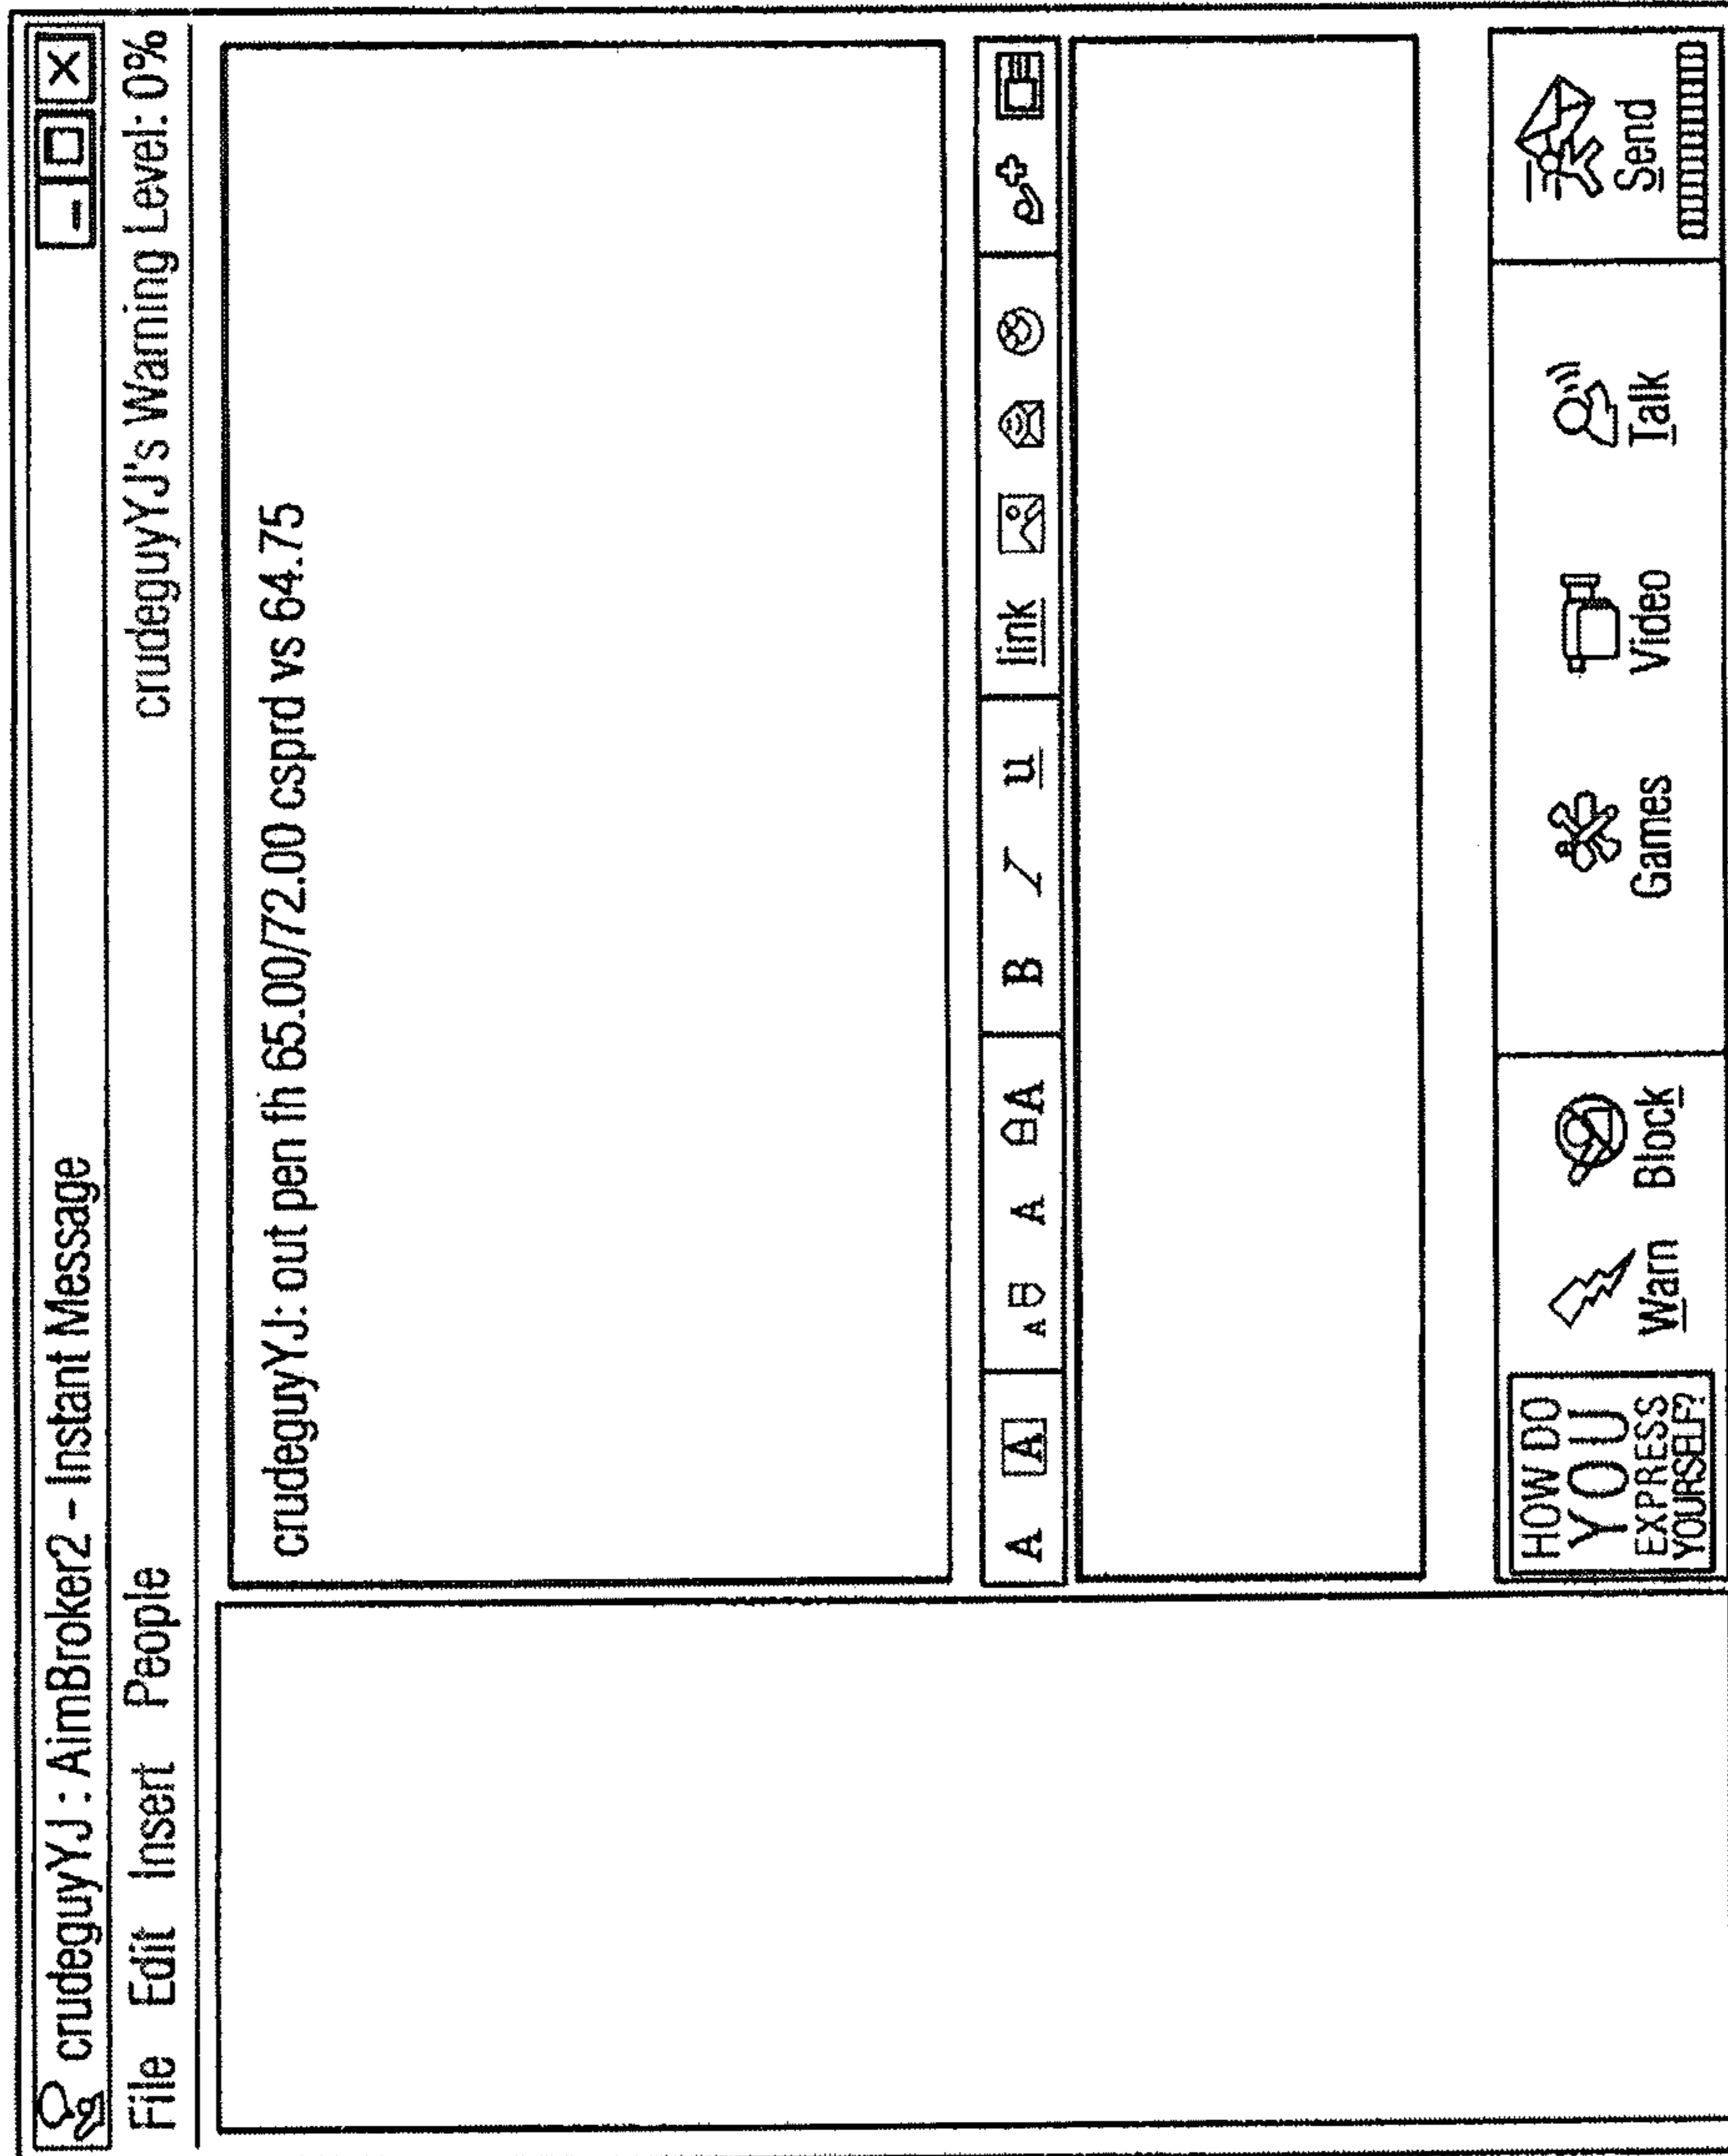 crudeguyYJ : AimBroker2 - Instant Message
File Edit Insert People crudeguyYJ's Warning Level: 0%
crudeguyYJ: out pen fh 65.00/72.00 csprd vs 64.75
A A A A A B I u link
HOW DO
YOU
EXPRESS
YOURSELF?
Warn Block Games Video Talk Send